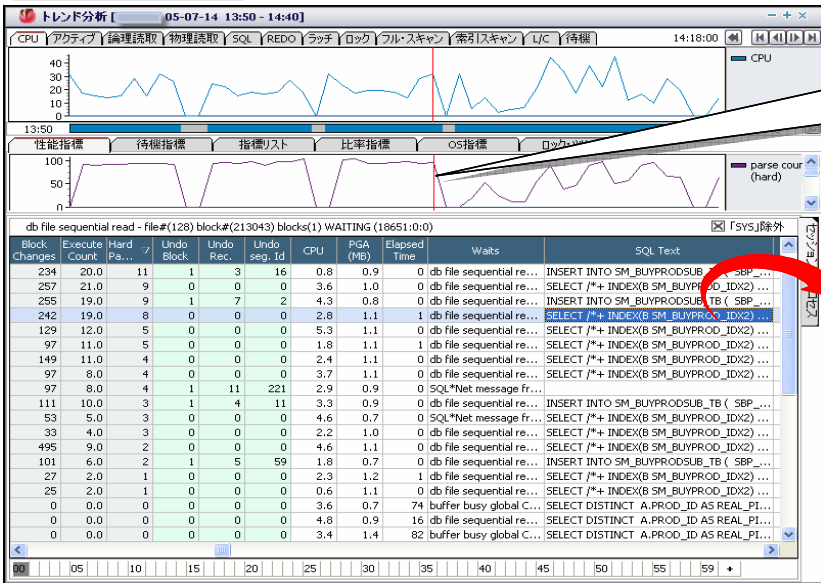 トレンド分析 [ 05-07-14 13:50 - 14:40]
CPU アクティブ 論理読取 物理読取 SQL REDO ラッチ ロック フル・スキャン 索引スキャン L/C 待機 14:18:00
40
30
20
10
0
CPU
13:50
性能指標 待機指標 指標リスト 比率指標 OS指標
100
50
0
parse cour
(hard)
db file sequential read - file#(128) block#(213043) blocks(1) WAITING (18651:0:0) 「SYS」除外
Block Changes Execute Count Hard Pa... Undo Block Undo Rec. Undo seg. Id CPU PGA (MB) Elapsed Time Waits SQL Text
234 20.0 11 1 3 16 0.8 0.9 0 db file sequential re... INSERT INTO SM_BUYPRODSUB_TB ( SBP_...
257 21.0 9 0 0 0 3.6 1.0 0 db file sequential re... SELECT /*+ INDEX(B SM_BUYPROD_IDX2) ...
255 19.0 9 1 7 2 4.3 0.8 0 db file sequential re... INSERT INTO SM_BUYPRODSUB_TB ( SBP_...
242 19.0 8 0 0 0 2.8 1.1 1 db file sequential re... SELECT /*+ INDEX(B SM_BUYPROD_IDX2) ...
129 12.0 5 0 0 0 5.3 1.1 0 db file sequential re... SELECT /*+ INDEX(B SM_BUYPROD_IDX2) ...
97 11.0 5 0 0 0 1.8 1.1 1 db file sequential re... SELECT /*+ INDEX(B SM_BUYPROD_IDX2) ...
149 11.0 4 0 0 0 2.4 1.1 0 db file sequential re... SELECT /*+ INDEX(B SM_BUYPROD_IDX2) ...
97 8.0 4 0 0 0 3.7 1.1 0 db file sequential re... SELECT /*+ INDEX(B SM_BUYPROD_IDX2) ...
97 8.0 4 1 11 221 2.9 0.9 0 SQL*Net message fr...
111 10.0 3 1 4 11 3.3 0.9 0 db file sequential re... INSERT INTO SM_BUYPRODSUB_TB ( SBP_...
53 5.0 3 0 0 0 4.6 0.7 0 SQL*Net message fr... SELECT /*+ INDEX(B SM_BUYPROD_IDX2) ...
33 4.0 3 0 0 0 2.2 1.0 0 db file sequential re... SELECT /*+ INDEX(B SM_BUYPROD_IDX2) ...
495 9.0 2 0 0 0 4.6 1.1 0 db file sequential re... SELECT /*+ INDEX(B SM_BUYPROD_IDX2) ...
101 6.0 2 1 5 59 1.8 0.7 0 db file sequential re... INSERT INTO SM_BUYPRODSUB_TB ( SBP_...
27 2.0 1 0 0 0 2.3 1.2 1 db file sequential re... SELECT /*+ INDEX(B SM_BUYPROD_IDX2) ...
25 2.0 1 0 0 0 0.6 1.1 0 db file sequential re... SELECT /*+ INDEX(B SM_BUYPROD_IDX2) ...
0 0.0 0 0 0 0 3.6 0.7 74 buffer busy global C... SELECT DISTINCT A.PROD_ID AS REAL_PI...
0 0.0 0 0 0 0 4.8 0.9 16 db file sequential re... SELECT DISTINCT A.PROD_ID AS REAL_PI...
0 0.0 0 0 0 0 3.4 1.4 82 buffer busy global C... SELECT DISTINCT A.PROD_ID AS REAL_PI...
00 05 10 15 20 25 30 35 40 45 50 55 59 +